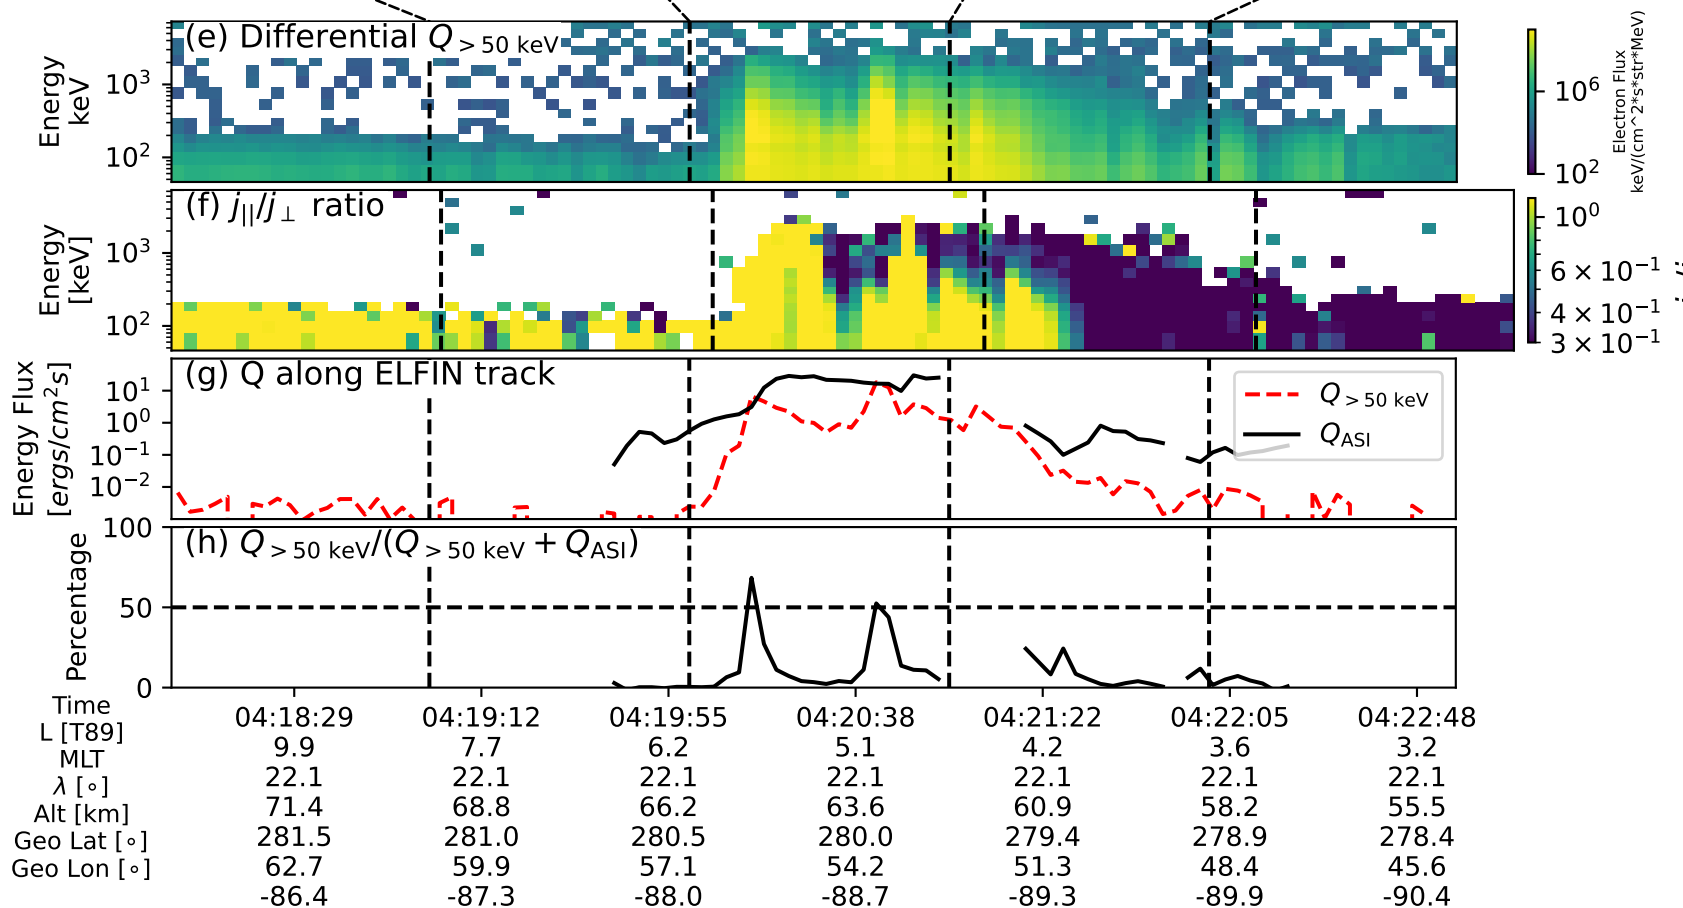 (e) Differential Q > 50 keV
Energy
keV
10³
10²
10⁶
10²
Electron Flux
keV/(cm^2*s*str*MeV)
(f) j||/j⊥ ratio
Energy
[keV]
10³
10²
10⁰
6 × 10⁻¹
4 × 10⁻¹
3 × 10⁻¹
(g) Q along ELFIN track
Energy Flux
[ergs/cm²s]
10¹
10⁰
10⁻¹
10⁻²
Q > 50 keV
Q ASI
(h) Q > 50 keV/(Q > 50 keV + Q ASI)
Percentage
100
50
0
Time
04:18:29 04:19:12 04:19:55 04:20:38 04:21:22 04:22:05 04:22:48
L [T89]
9.9 7.7 6.2 5.1 4.2 3.6 3.2
MLT
22.1 22.1 22.1 22.1 22.1 22.1 22.1
λ [∘]
71.4 68.8 66.2 63.6 60.9 58.2 55.5
Alt [km]
281.5 281.0 280.5 280.0 279.4 278.9 278.4
Geo Lat [∘]
62.7 59.9 57.1 54.2 51.3 48.4 45.6
Geo Lon [∘]
-86.4 -87.3 -88.0 -88.7 -89.3 -89.9 -90.4